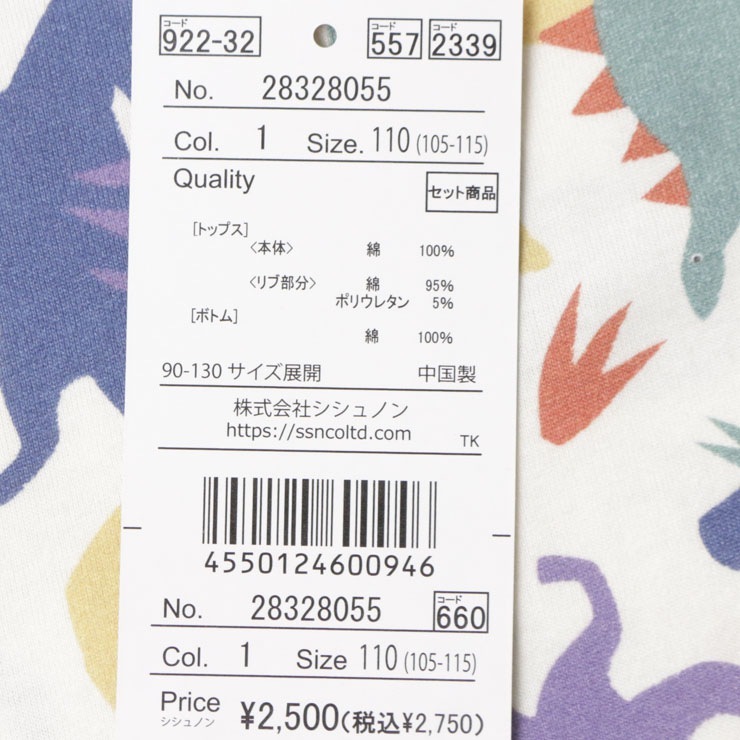 コード 922-32 コード 557 コード 2339
No. 28328055
Col. 1 Size. 110 (105-115)
Quality セット商品
[トップス]
〈本体〉 綿 100%
〈リブ部分〉 綿 95%
ポリウレタン 5%
[ボトム]
綿 100%
90-130 サイズ展開 中国製
株式会社シシュノン
https://ssncoltd.com TK
4550124600946
No. 28328055 コード 660
Col. 1 Size 110 (105-115)
Price シシュノン ¥2,500(税込¥2,750)